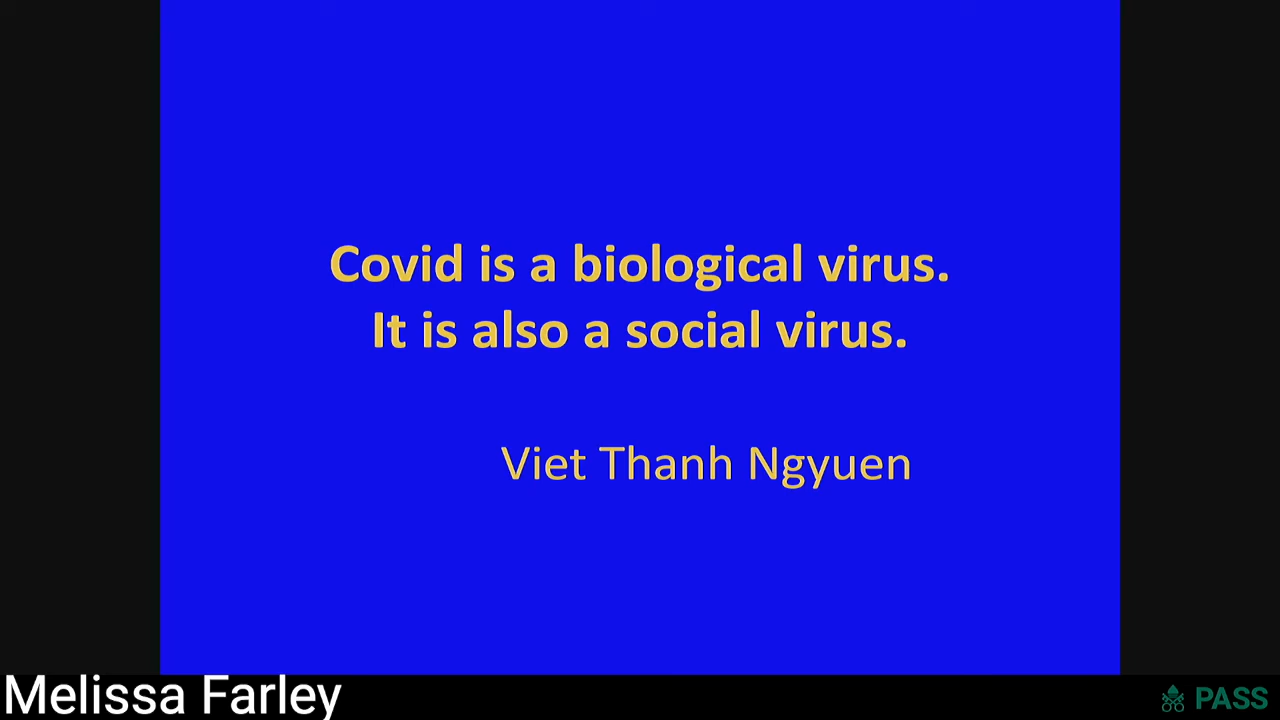 Covid is a biological virus.
It is also a social virus.
Viet Thanh Ngyuen
Melissa Farley
PASS